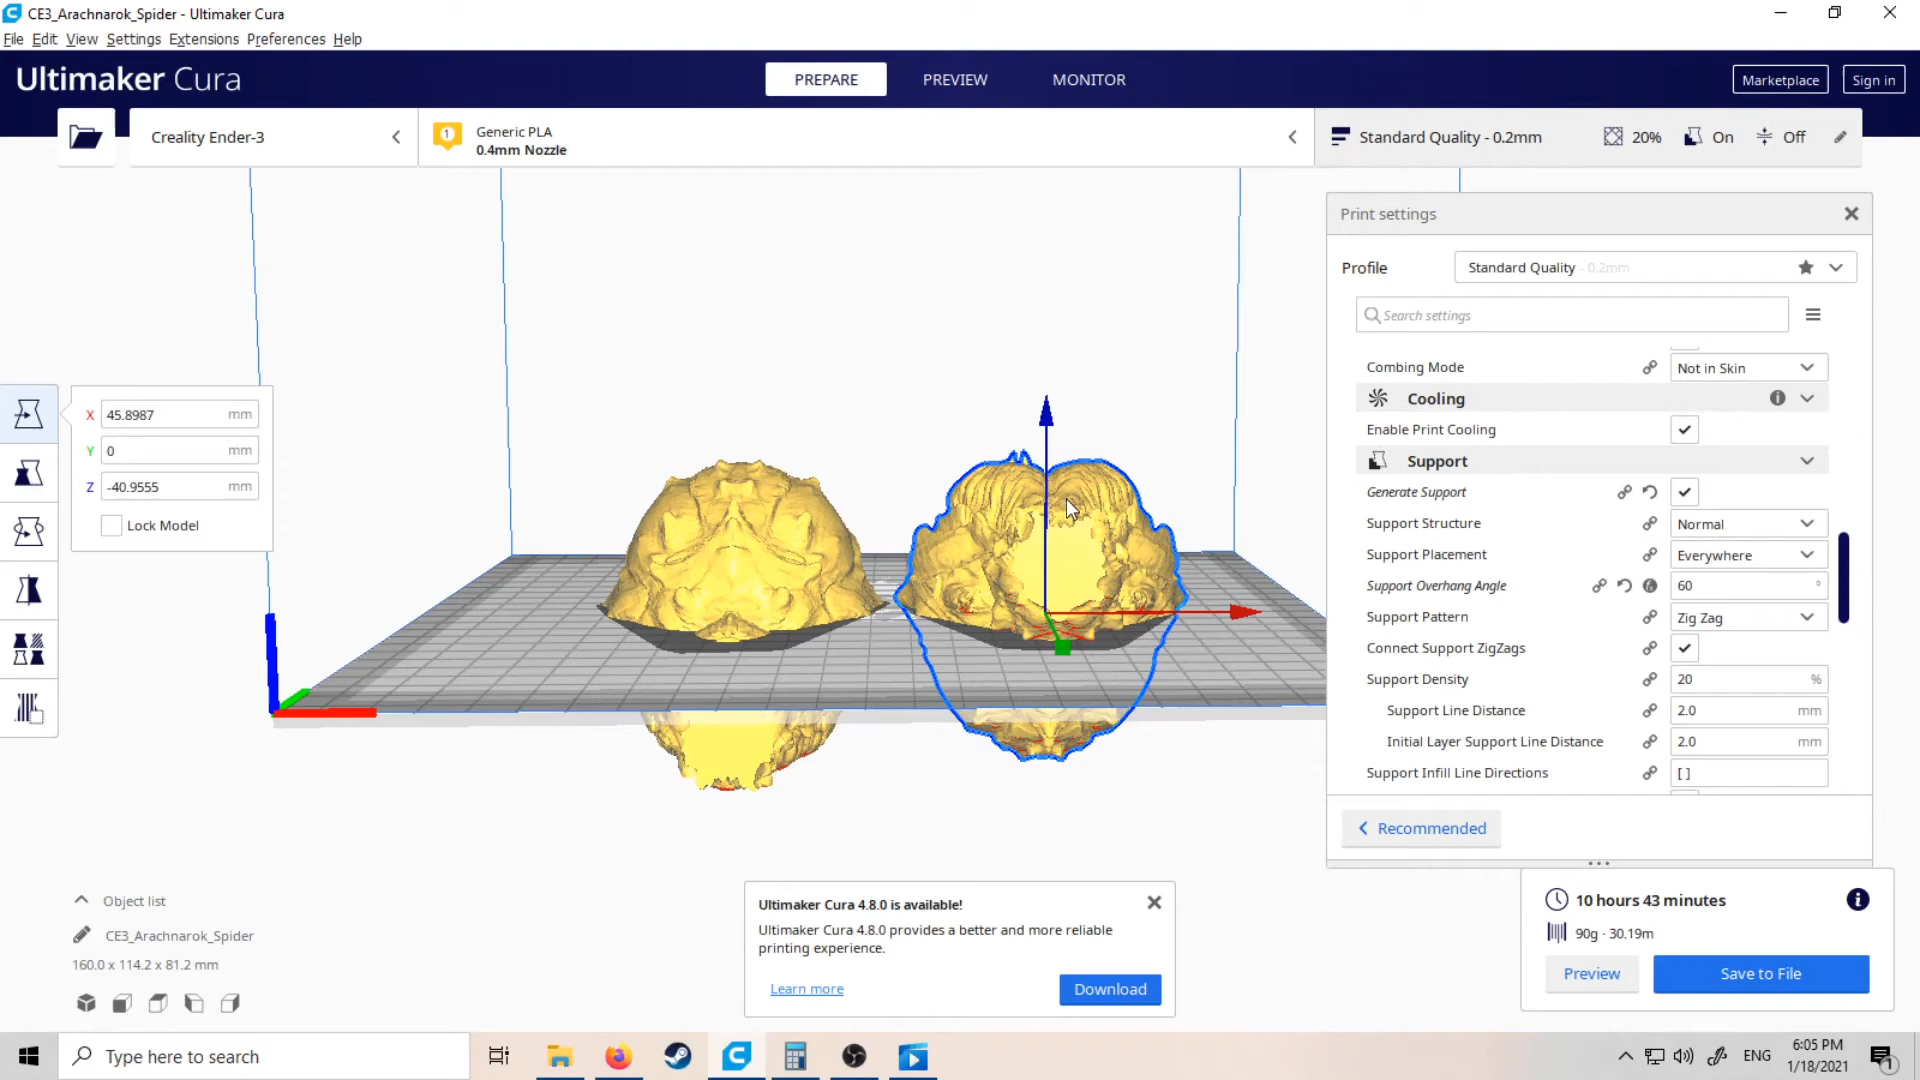 CE3_Arachnarok_Spider - Ultimaker Cura
File Edit View Settings Extensions Preferences Help
Ultimaker Cura
PREPARE PREVIEW MONITOR
Marketplace Sign in
Creality Ender-3
1 Generic PLA
0.4mm Nozzle
Standard Quality - 0.2mm 20% On Off
Print settings
Profile Standard Quality - 0.2mm
Search settings
Combing Mode Not in Skin
Cooling
Enable Print Cooling
Support
Generate Support
Support Structure Normal
Support Placement Everywhere
Support Overhang Angle 60 °
Support Pattern Zig Zag
Connect Support ZigZags
Support Density 20 %
Support Line Distance 2.0 mm
Initial Layer Support Line Distance 2.0 mm
Support Infill Line Directions [ ]
Recommended
X 45.8987 mm
Y 0 mm
Z -40.9555 mm
Lock Model
Object list
CE3_Arachnarok_Spider
160.0 x 114.2 x 81.2 mm
Ultimaker Cura 4.8.0 is available!
Ultimaker Cura 4.8.0 provides a better and more reliable
printing experience.
Learn more Download
10 hours 43 minutes
90g · 30.19m
Preview Save to File
Type here to search
ENG
6:05 PM
1/18/2021
1